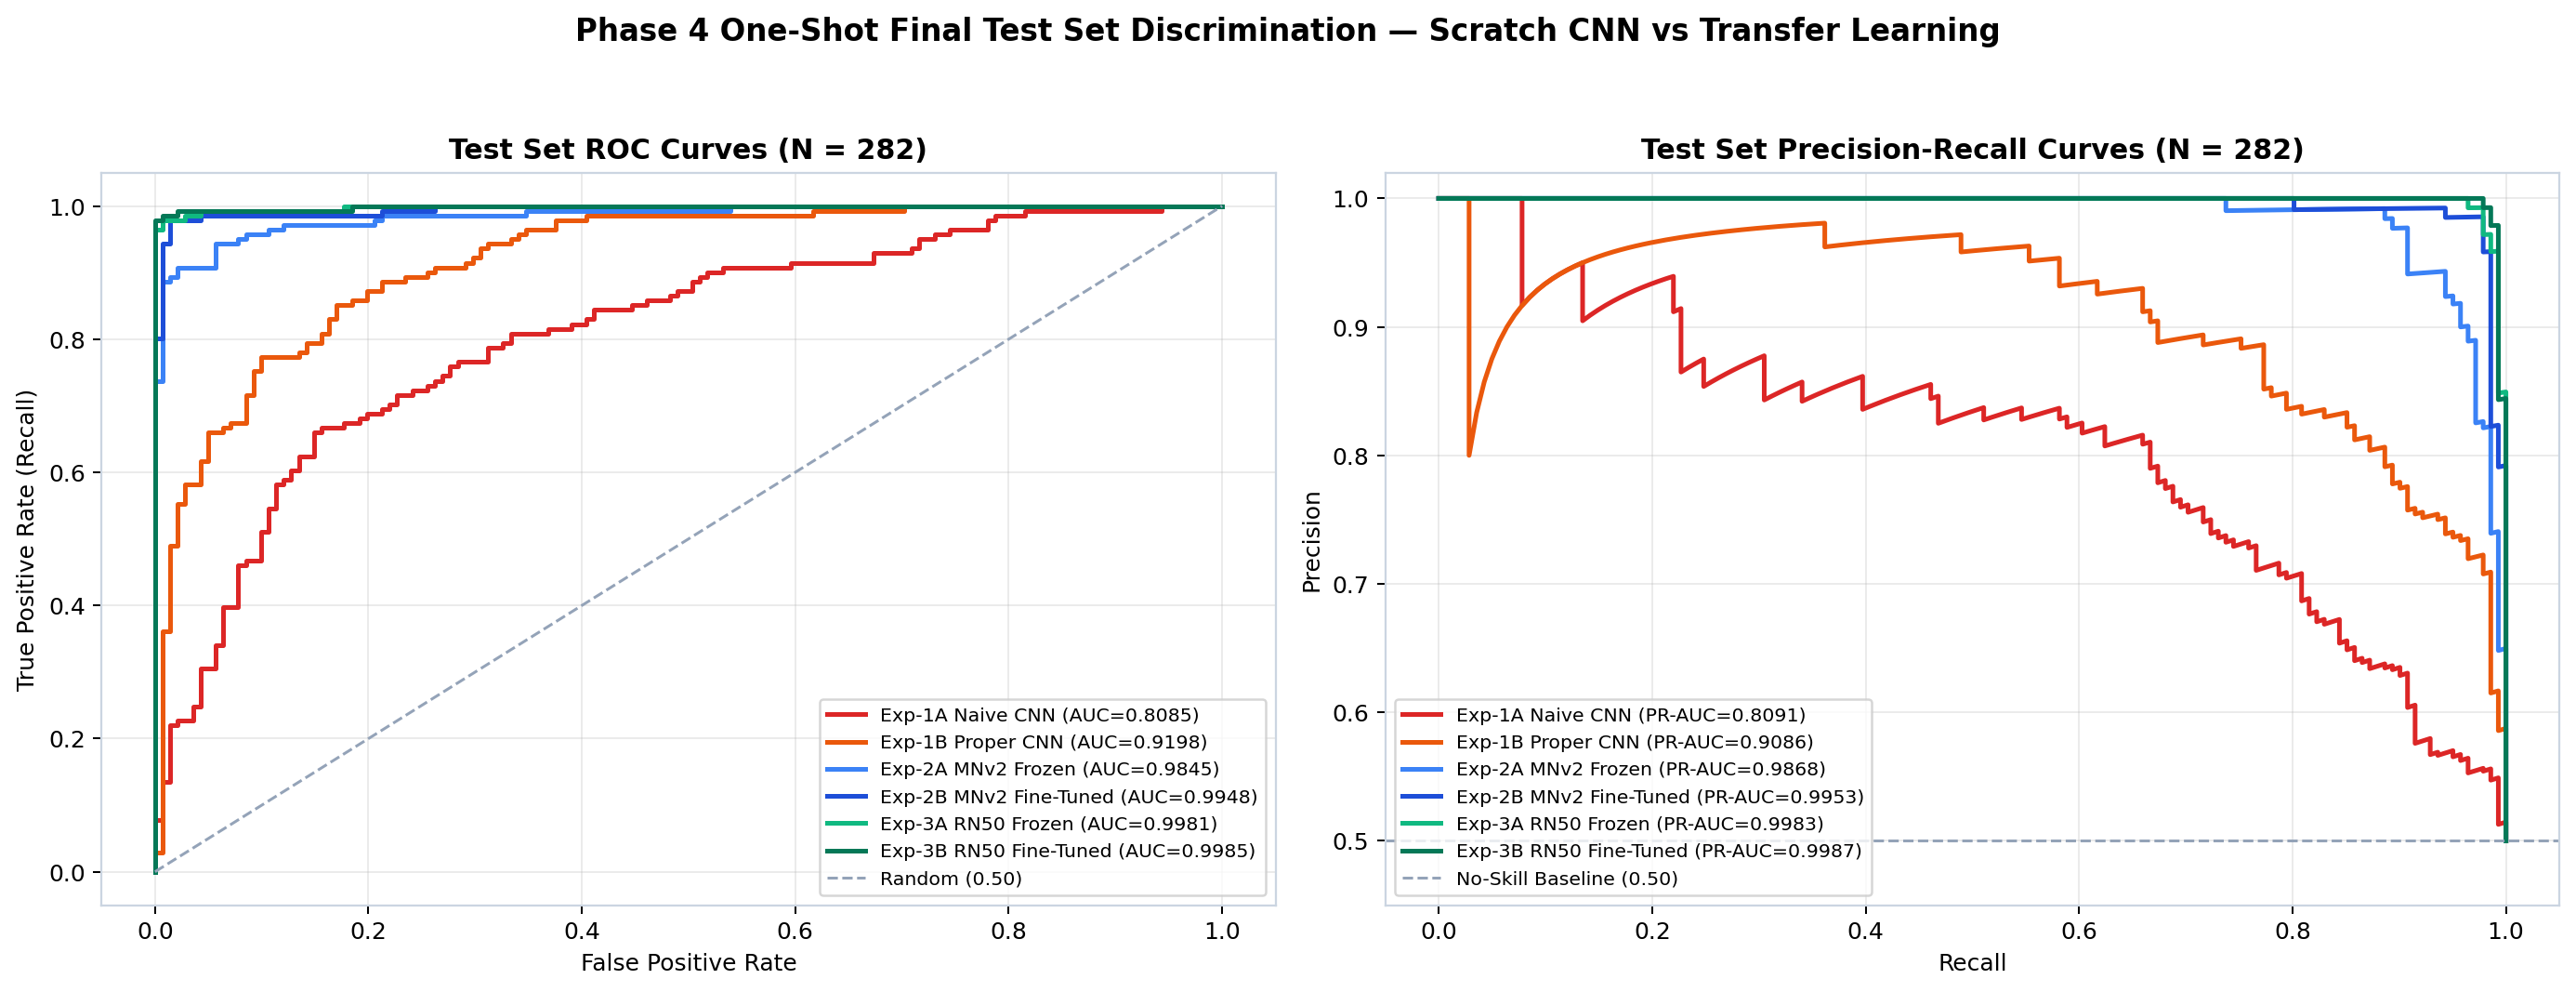 Phase 4 One-Shot Final Test Set Discrimination — Scratch CNN vs Transfer Learning
Test Set ROC Curves (N = 282)
True Positive Rate (Recall)
1.0
0.8
0.6
0.4
0.2
0.0
0.0 0.2 0.4 0.6 0.8 1.0
False Positive Rate
Exp-1A Naive CNN (AUC=0.8085)
Exp-1B Proper CNN (AUC=0.9198)
Exp-2A MNv2 Frozen (AUC=0.9845)
Exp-2B MNv2 Fine-Tuned (AUC=0.9948)
Exp-3A RN50 Frozen (AUC=0.9981)
Exp-3B RN50 Fine-Tuned (AUC=0.9985)
Random (0.50)
Test Set Precision-Recall Curves (N = 282)
Precision
1.0
0.9
0.8
0.7
0.6
0.5
0.0 0.2 0.4 0.6 0.8 1.0
Recall
Exp-1A Naive CNN (PR-AUC=0.8091)
Exp-1B Proper CNN (PR-AUC=0.9086)
Exp-2A MNv2 Frozen (PR-AUC=0.9868)
Exp-2B MNv2 Fine-Tuned (PR-AUC=0.9953)
Exp-3A RN50 Frozen (PR-AUC=0.9983)
Exp-3B RN50 Fine-Tuned (PR-AUC=0.9987)
No-Skill Baseline (0.50)